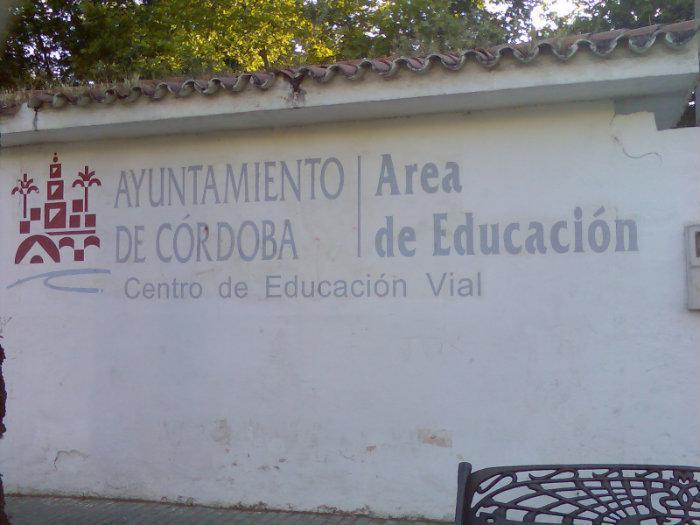 AYUNTAMIENTO
DE CÓRDOBA
Area
de Educación
Centro de Educación Vial